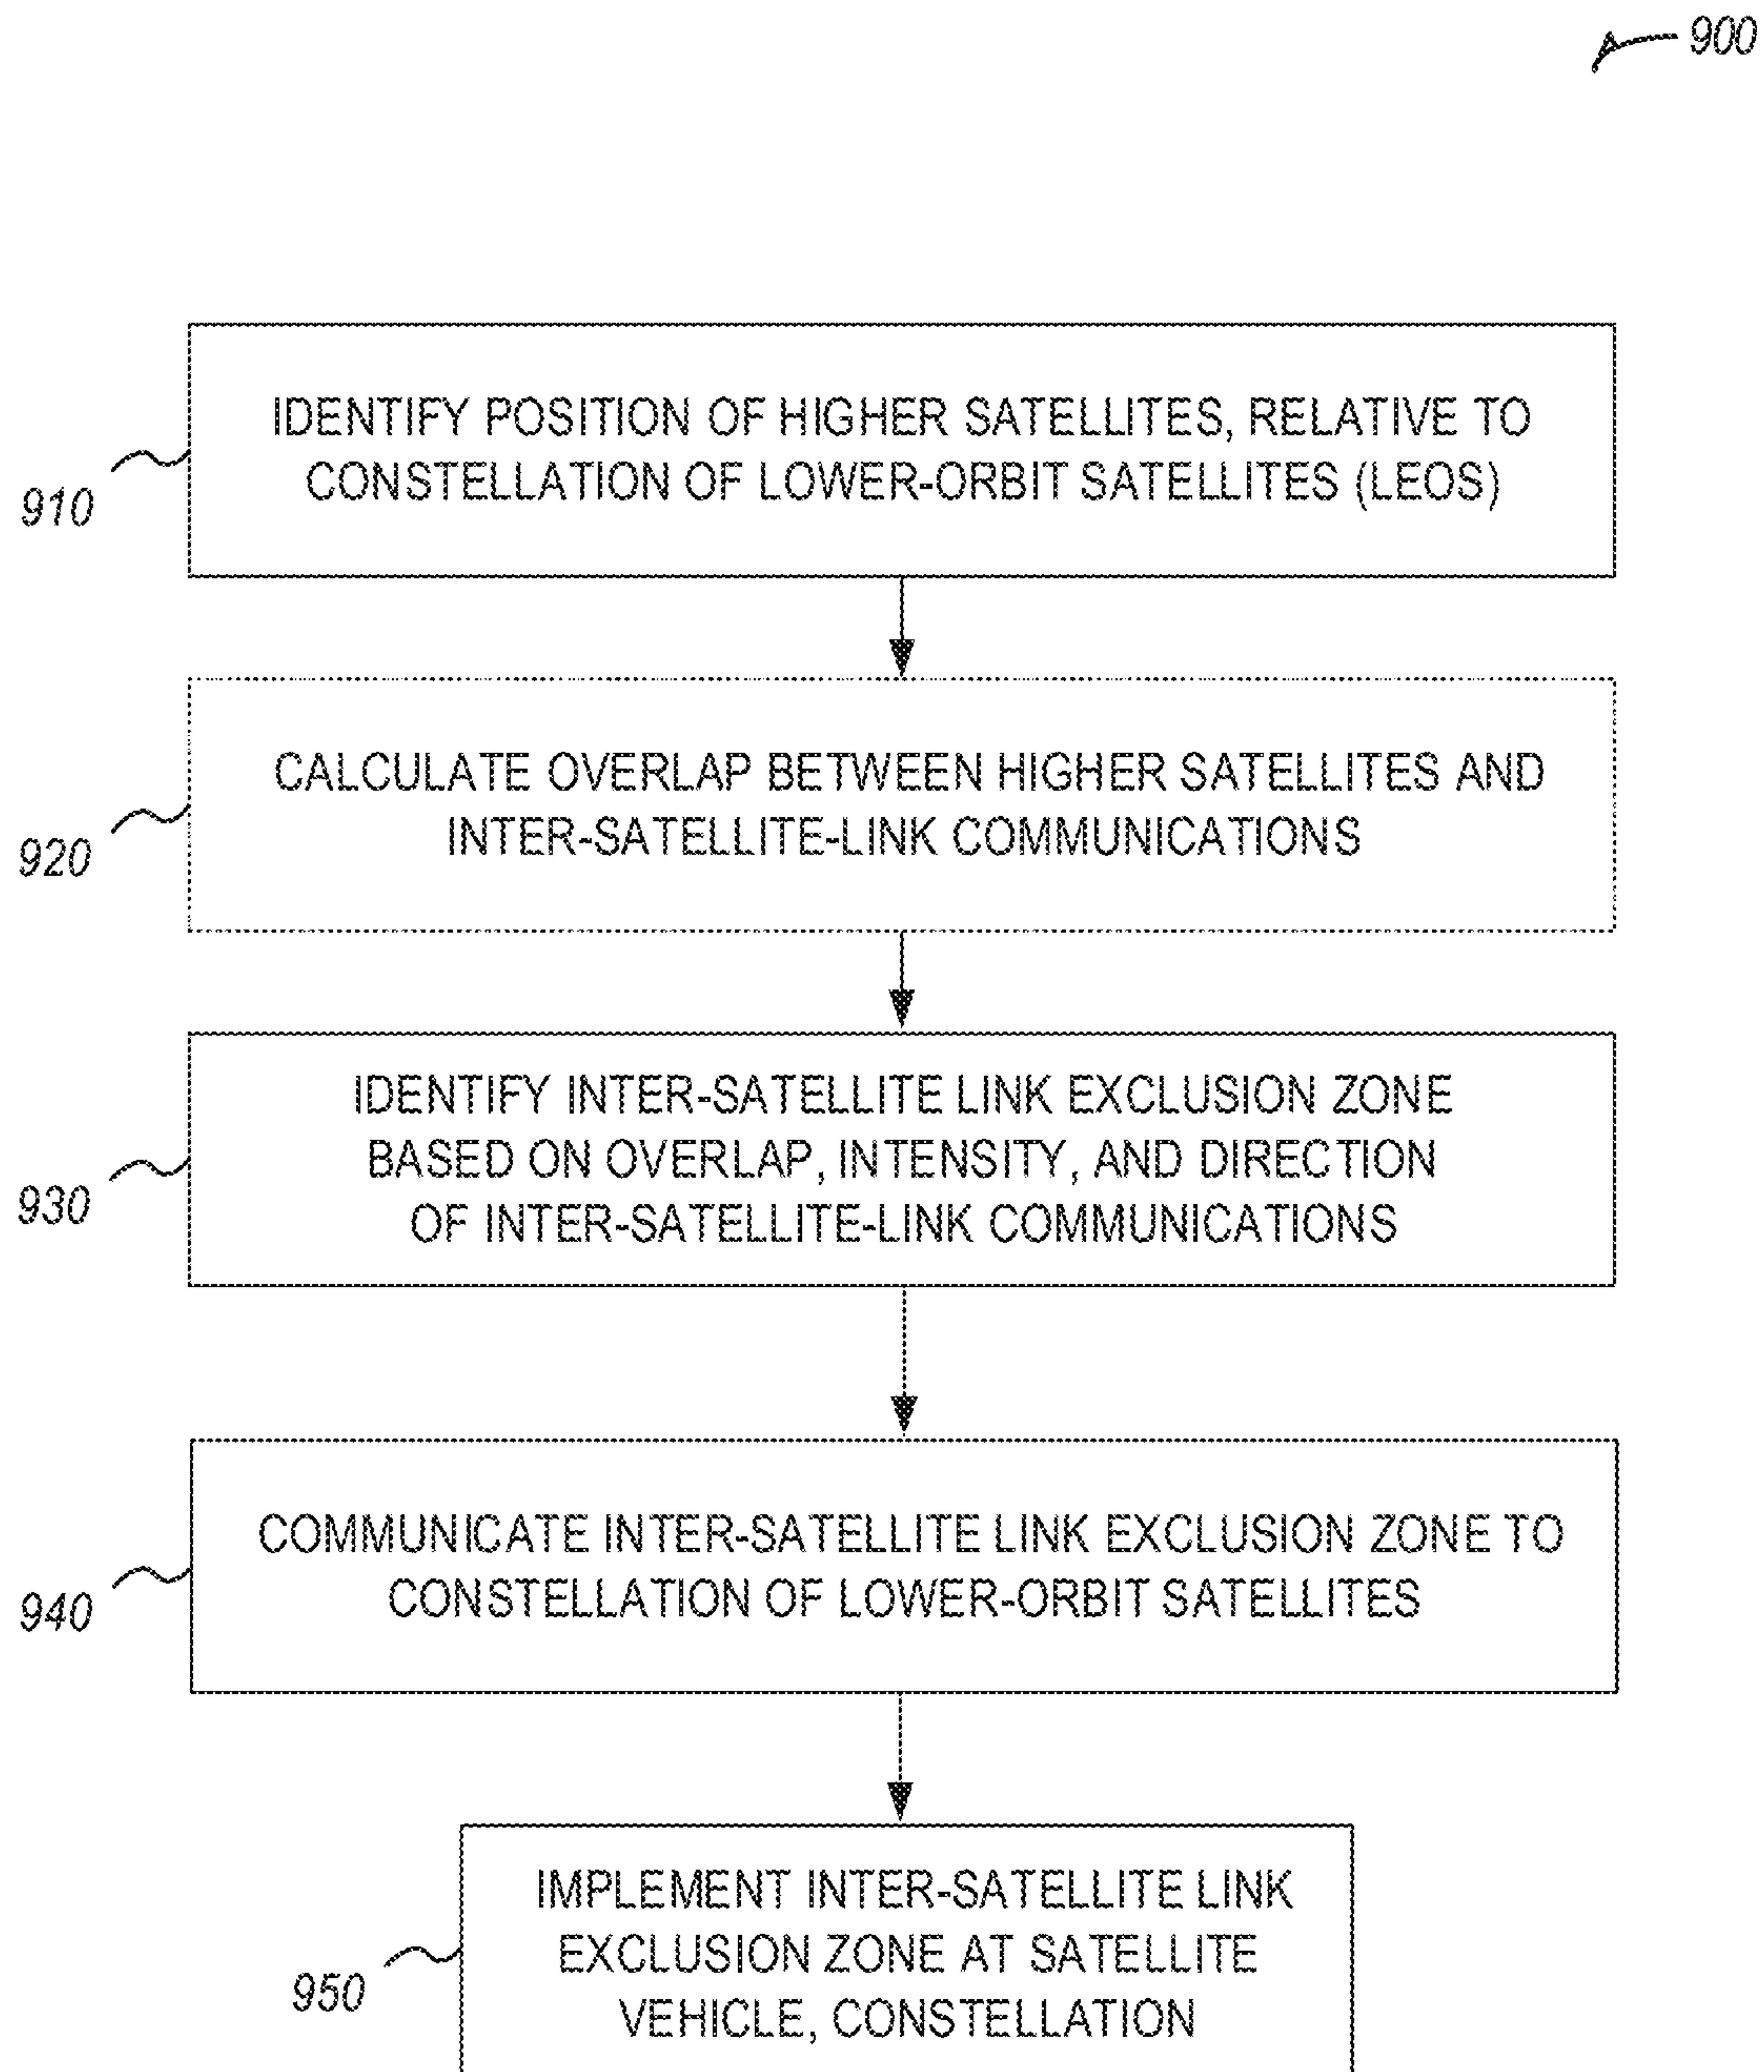 900
IDENTIFY POSITION OF HIGHER SATELLITES, RELATIVE TO
CONSTELLATION OF LOWER-ORBIT SATELLITES (LEOS)
910
CALCULATE OVERLAP BETWEEN HIGHER SATELLITES AND
INTER-SATELLITE-LINK COMMUNICATIONS
920
IDENTIFY INTER-SATELLITE LINK EXCLUSION ZONE
BASED ON OVERLAP, INTENSITY, AND DIRECTION
OF INTER-SATELLITE-LINK COMMUNICATIONS
930
COMMUNICATE INTER-SATELLITE LINK EXCLUSION ZONE TO
CONSTELLATION OF LOWER-ORBIT SATELLITES
940
IMPLEMENT INTER-SATELLITE LINK
EXCLUSION ZONE AT SATELLITE
VEHICLE, CONSTELLATION
950